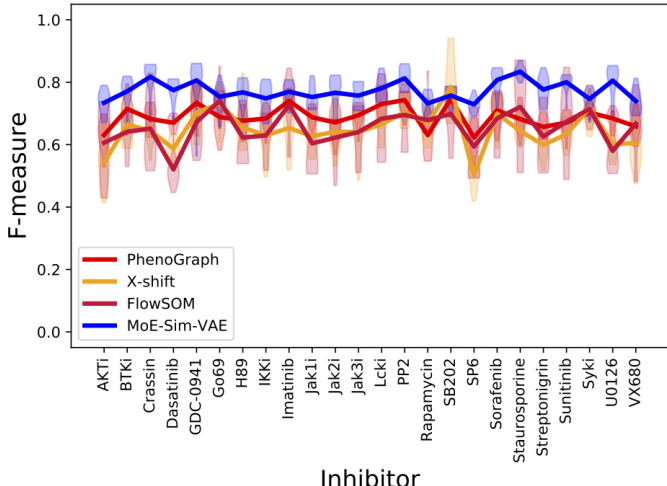 1.0
0.8
0.6
0.4
0.2
0.0
F-measure
PhenoGraph
X-shift
FlowSOM
MoE-Sim-VAE
AKTi
BTKi
Crassin
Dasatinib
GDC-0941
Go69
H89
IKKi
Imatinib
Jak1i
Jak2i
Jak3i
Lcki
PP2
Rapamycin
SB202
SP6
Sorafenib
Staurosporine
Streptonigrin
Sunitinib
Syki
U0126
VX680
Inhibitor